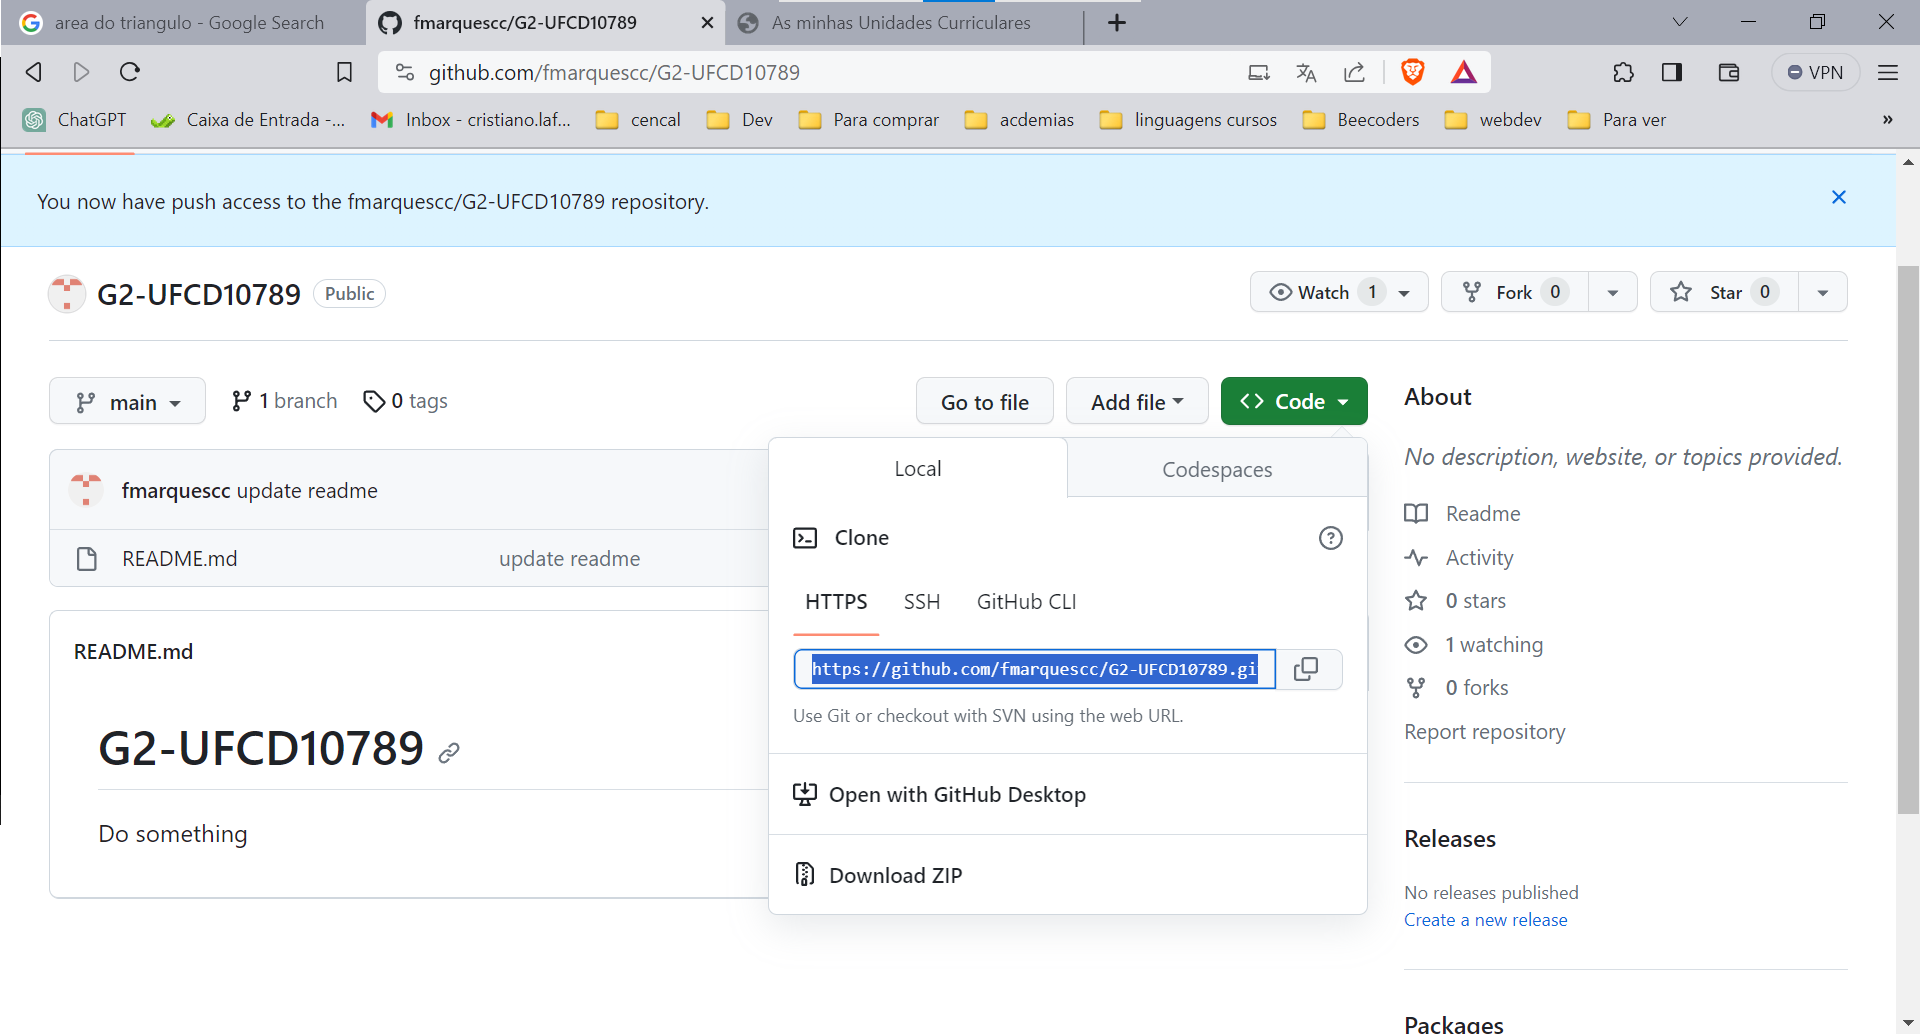 area do triangulo - Google Search
fmarquescc/G2-UFCD10789
As minhas Unidades Curriculares
github.com/fmarquescc/G2-UFCD10789
VPN
ChatGPT
Caixa de Entrada -...
Inbox - cristiano.laf...
cencal
Dev
Para comprar
acdemias
linguagens cursos
Beecoders
webdev
Para ver
»
You now have push access to the fmarquescc/G2-UFCD10789 repository.
G2-UFCD10789
Public
Watch 1
Fork 0
Star 0
main
1 branch
0 tags
Go to file
Add file
Code
Local
Codespaces
Clone
HTTPS
SSH
GitHub CLI
https://github.com/fmarquescc/G2-UFCD10789.gi
Use Git or checkout with SVN using the web URL.
Open with GitHub Desktop
Download ZIP
fmarquescc update readme
README.md
update readme
README.md
G2-UFCD10789
Do something
About
No description, website, or topics provided.
Readme
Activity
0 stars
1 watching
0 forks
Report repository
Releases
No releases published
Create a new release
Packages